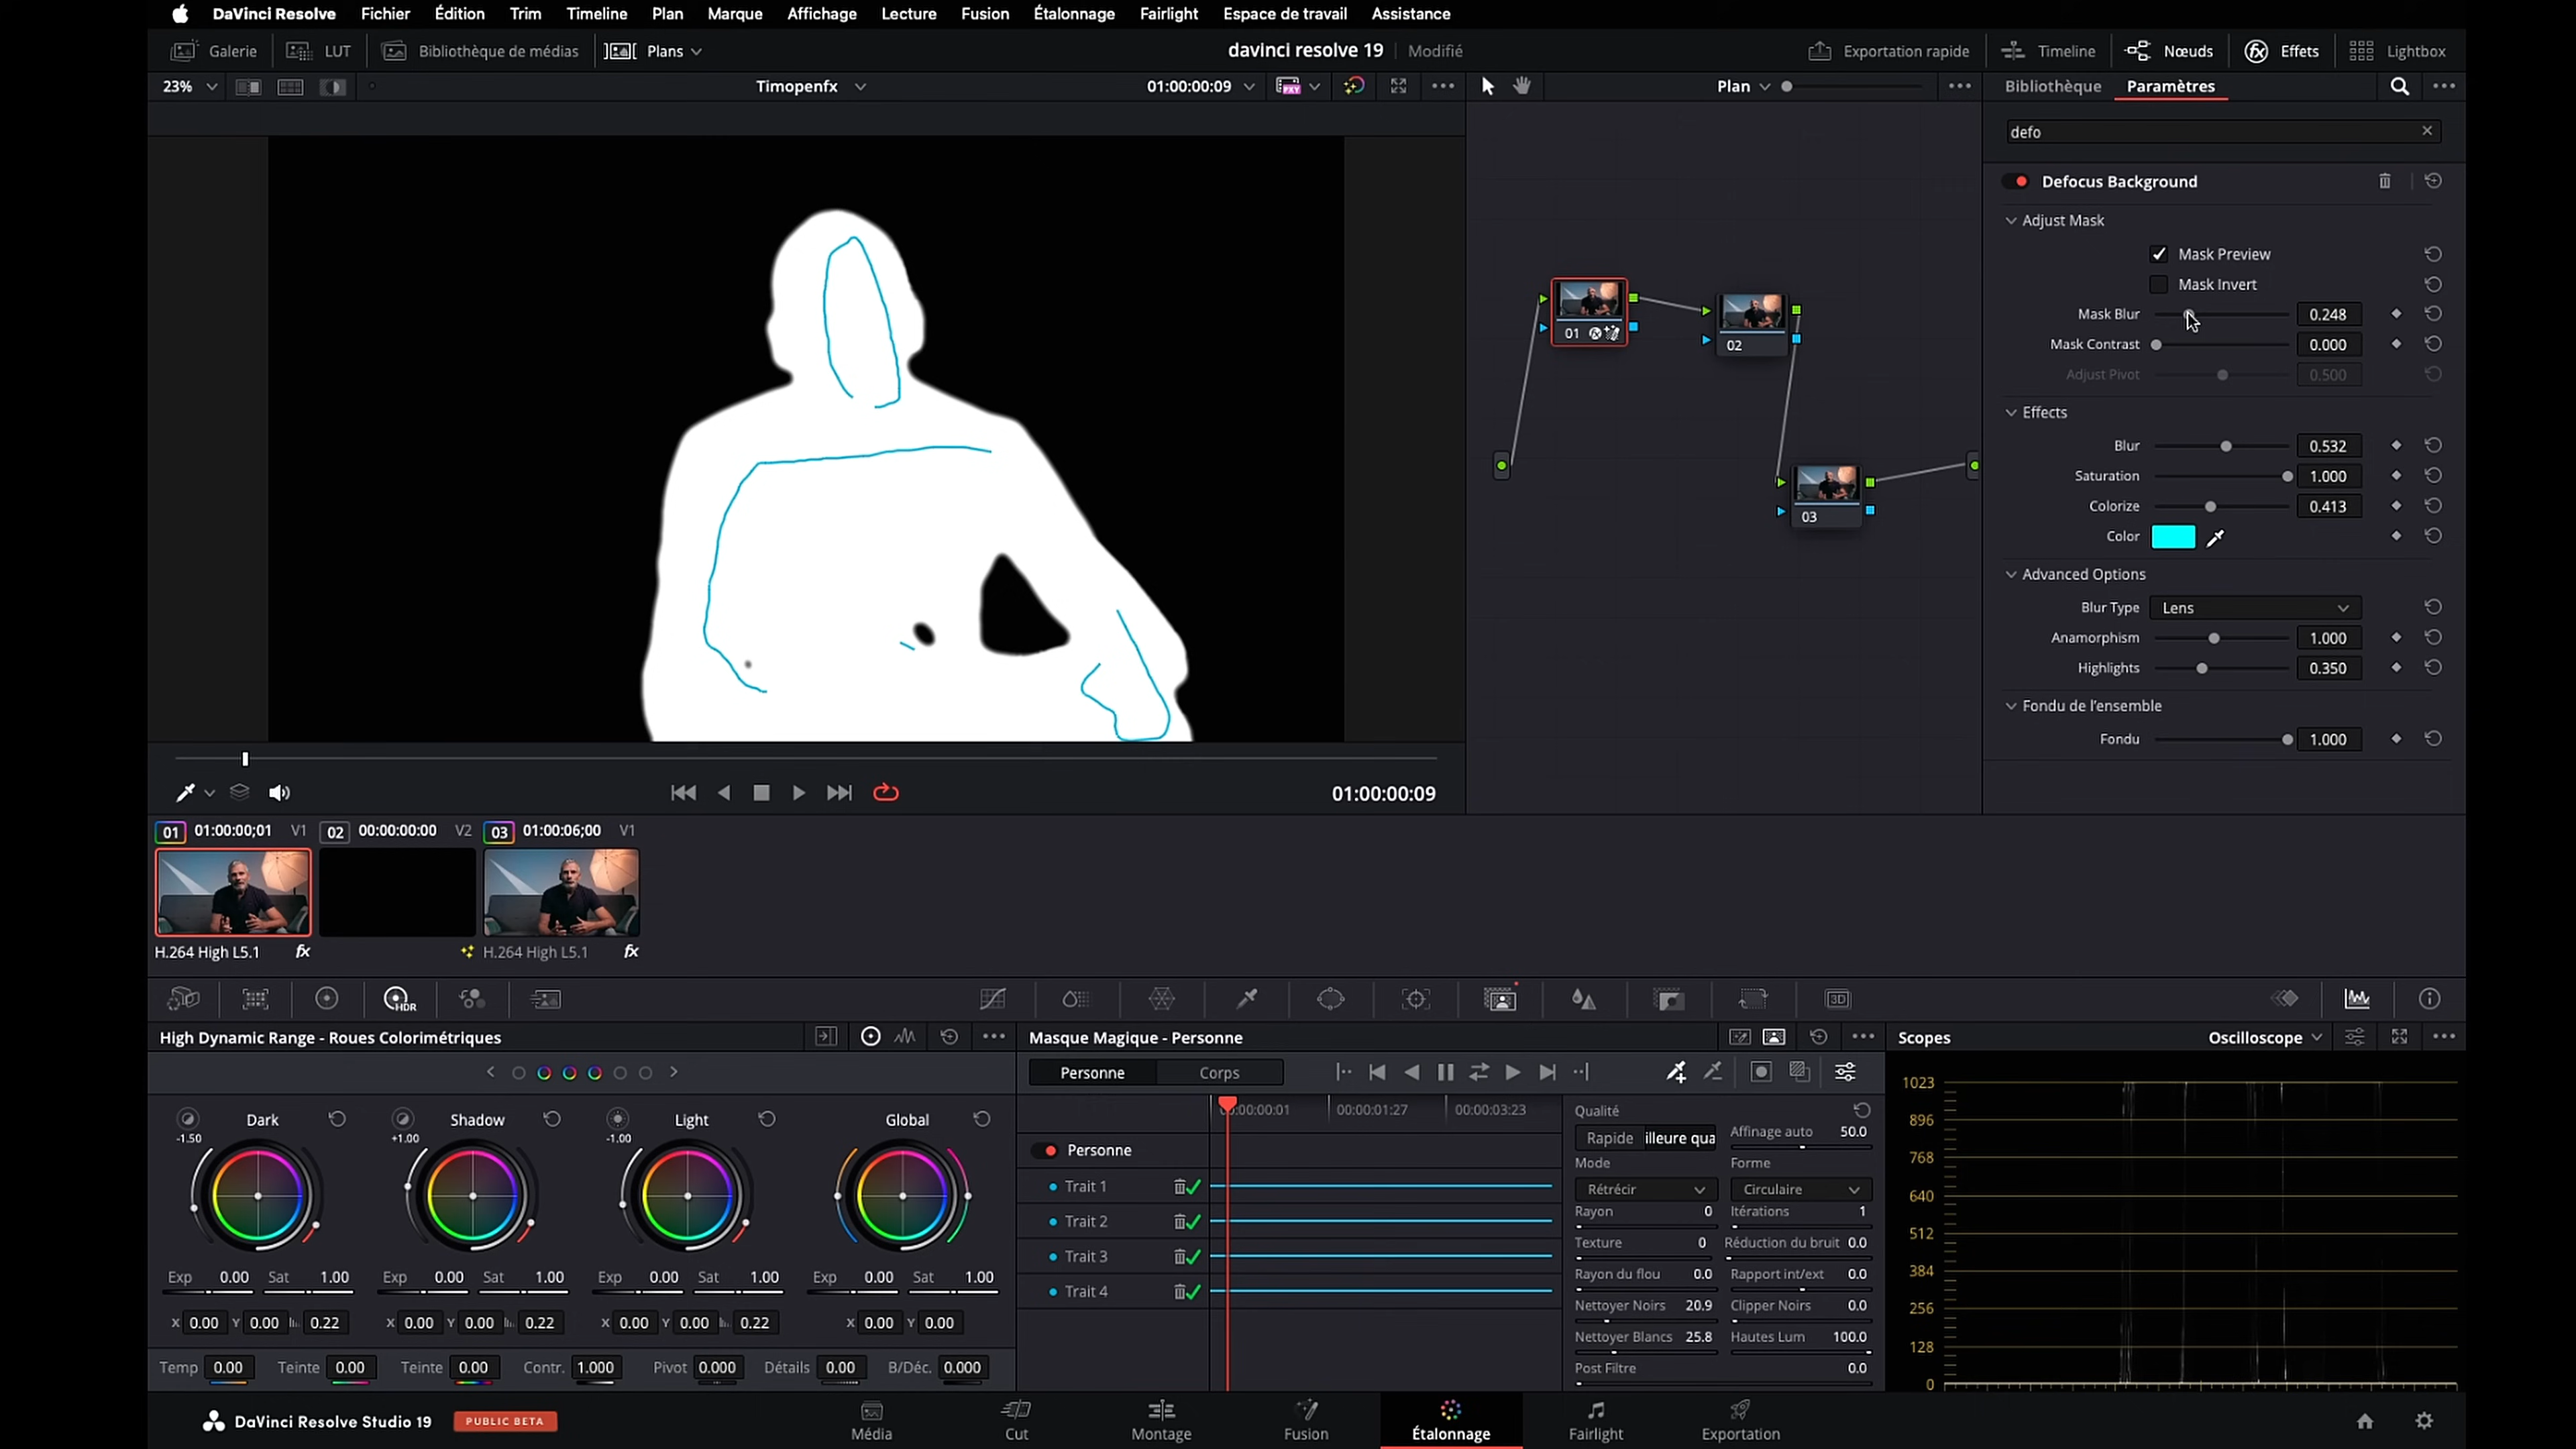 DaVinci Resolve Fichier Édition Trim Timeline Plan Marque Affichage Lecture Fusion Étalonnage Fairlight Espace de travail Assistance
Galerie LUT Bibliothèque de médias Plans davinci resolve 19 Modifié Exportation rapide Timeline Nœuds Effets Lightbox
23% Timopenfx 01:00:00:09 PXY Plan Bibliothèque Paramètres
defo
Defocus Background
Adjust Mask
Mask Preview
Mask Invert
Mask Blur 0.248
Mask Contrast 0.000
Adjust Pivot 0.500
Effects
Blur 0.532
Saturation 1.000
Colorize 0.413
Color
Advanced Options
Blur Type Lens
Anamorphism 1.000
Highlights 0.350
Fondu de l'ensemble
Fondu 1.000
01
02
03
01:00:00:09
01 01:00:00;01 V1 02 00:00:00:00 V2 03 01:00:06;00 V1
H.264 High L5.1 fx H.264 High L5.1 fx
HDR 3D
High Dynamic Range - Roues Colorimétriques
Dark Shadow Light Global
-1.50 +1.00 -1.00
Exp 0.00 Sat 1.00 Exp 0.00 Sat 1.00 Exp 0.00 Sat 1.00 Exp 0.00 Sat 1.00
X 0.00 Y 0.00 0.22 X 0.00 Y 0.00 0.22 X 0.00 Y 0.00 0.22 X 0.00 Y 0.00
Temp 0.00 Teinte 0.00 Teinte 0.00 Contr. 1.000 Pivot 0.000 Détails 0.00 B/Déc. 0.000
Masque Magique - Personne
Personne Corps
00:00:01 00:00:01:27 00:00:03:23
Personne
Trait 1
Trait 2
Trait 3
Trait 4
Qualité
Rapide illeure qua Affinage auto 50.0
Mode Forme
Rétrécir Circulaire
Rayon 0 Itérations 1
Texture 0 Réduction du bruit 0.0
Rayon du flou 0.0 Rapport int/ext 0.0
Nettoyer Noirs 20.9 Clipper Noirs 0.0
Nettoyer Blancs 25.8 Hautes Lum 100.0
Post Filtre 0.0
Scopes Oscilloscope
1023
896
768
640
512
384
256
128
0
DaVinci Resolve Studio 19 PUBLIC BETA
Média Cut Montage Fusion Étalonnage Fairlight Exportation